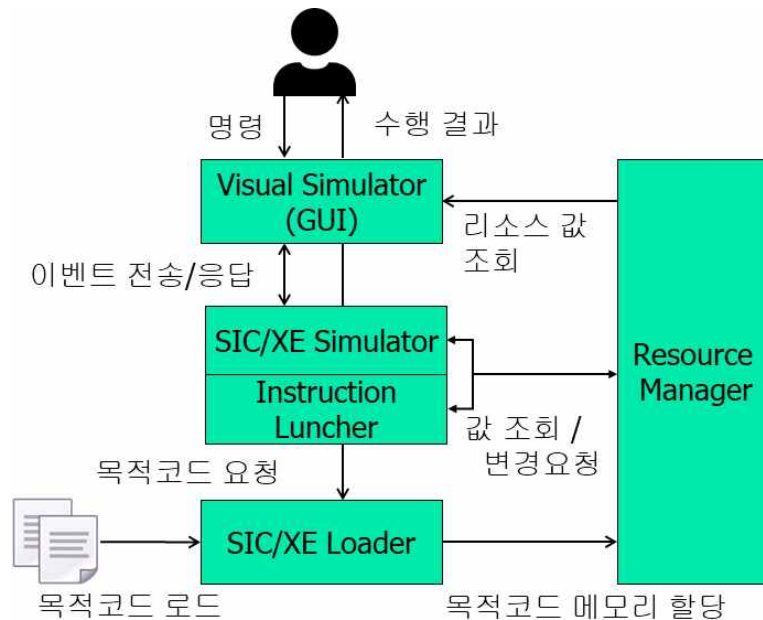 명령
수행 결과
Visual Simulator
(GUI)
리소스 값
조회
이벤트 전송/응답
SIC/XE Simulator
Instruction
Luncher
Resource
Manager
값 조회 /
변경요청
목적코드 요청
SIC/XE Loader
목적코드 로드
목적코드 메모리 할당